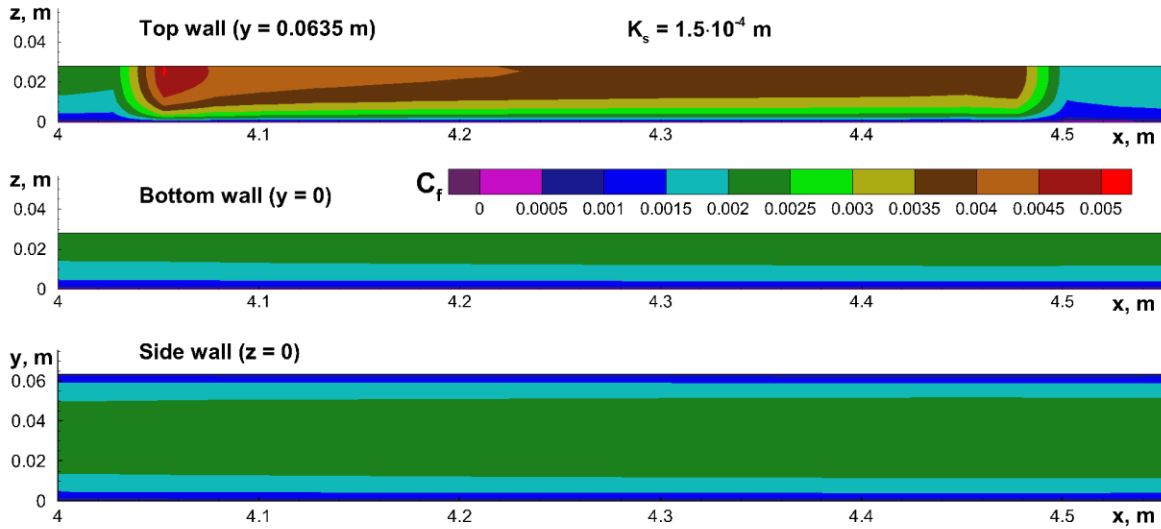 z, m
Top wall (y = 0.0635 m)
Ks = 1.5·10-4 m
0.04
0.02
0
4 4.1 4.2 4.3 4.4 4.5 x, m
z, m
Bottom wall (y = 0)
Cf
0 0.0005 0.001 0.0015 0.002 0.0025 0.003 0.0035 0.004 0.0045 0.005
0.04
0.02
0
4 4.1 4.2 4.3 4.4 4.5 x, m
y, m
Side wall (z = 0)
0.06
0.04
0.02
0
4 4.1 4.2 4.3 4.4 4.5 x, m